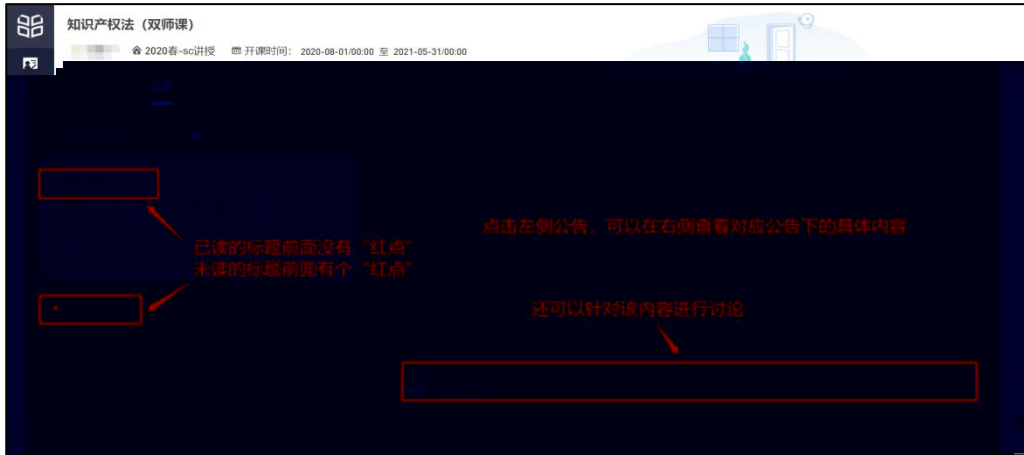 知识产权法（双师课）
2020春-sc讲授 开课时间： 2020-08-01/00:00 至 2021-05-31/00:00
点击左侧公告，可以在右侧查看对应公告下的具体内容
已读的标题前面没有“红点”
未读的标题前面有个“红点”
还可以针对该内容进行讨论